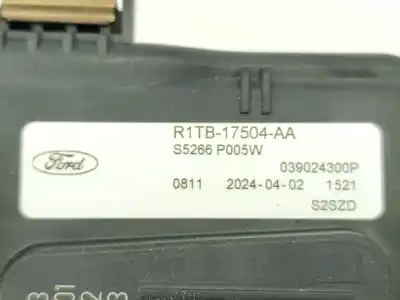 R1TB-17504-AA
S5266 P005W
Ford
039024300P
0811 2024-04-02 1521
S2SZD